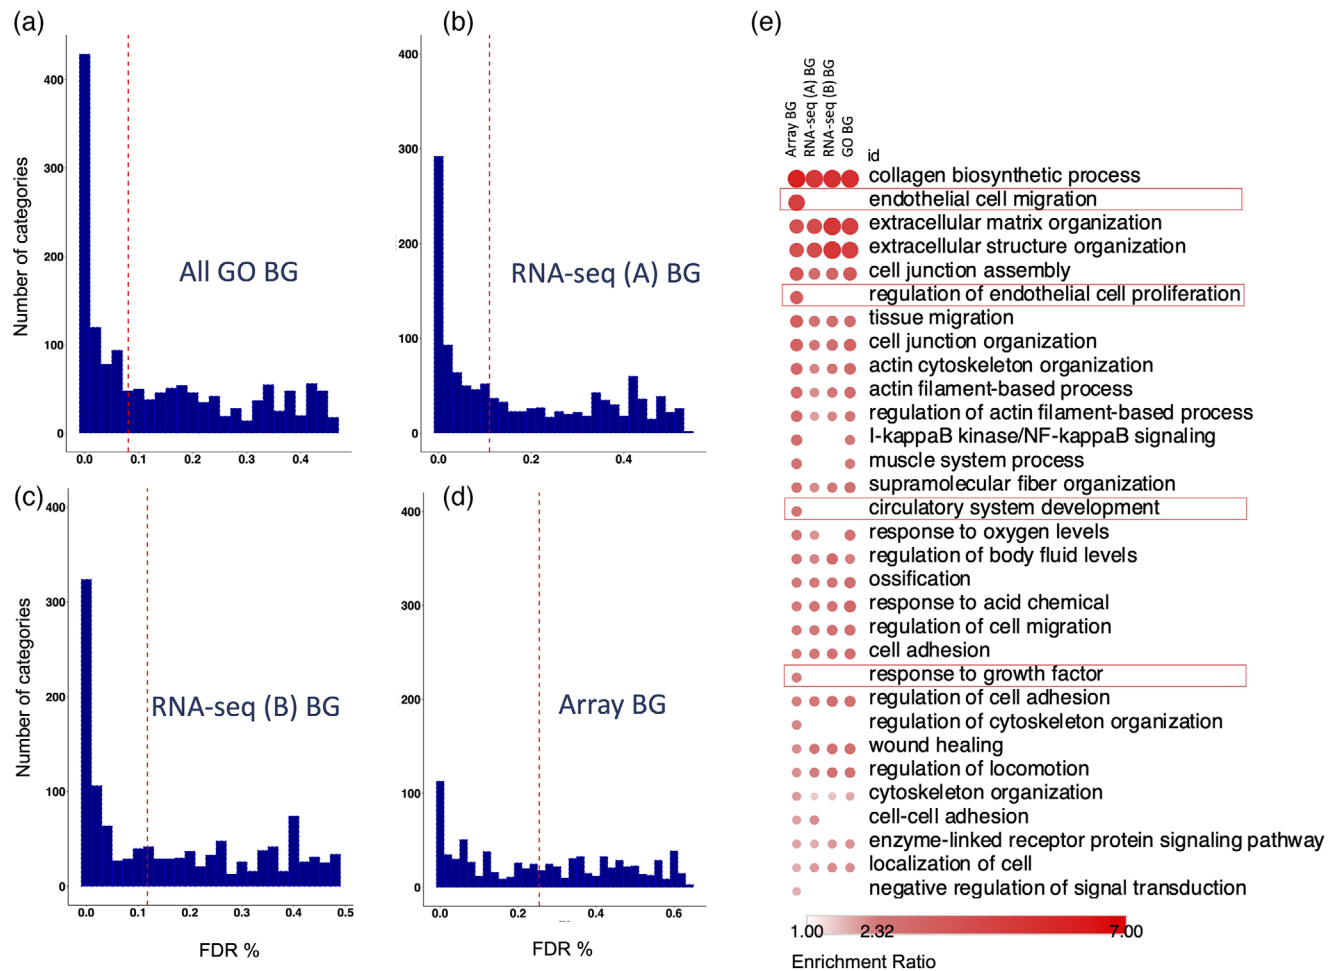 (a)
Number of categories
400
300
200
100
0
0.0 0.1 0.2 0.3 0.4
All GO BG
(b)
400
300
200
100
0
0.0 0.2 0.4
RNA-seq (A) BG
(c)
Number of categories
400
300
200
100
0
0.0 0.1 0.2 0.3 0.4 0.5
RNA-seq (B) BG
FDR %
(d)
400
300
200
100
0
0.0 0.2 0.4 0.6
Array BG
FDR %
(e)
Array BG
RNA-seq (A) BG
RNA-seq (B) BG
GO BG
id
collagen biosynthetic process
endothelial cell migration
extracellular matrix organization
extracellular structure organization
cell junction assembly
regulation of endothelial cell proliferation
tissue migration
cell junction organization
actin cytoskeleton organization
actin filament-based process
regulation of actin filament-based process
I-kappaB kinase/NF-kappaB signaling
muscle system process
supramolecular fiber organization
circulatory system development
response to oxygen levels
regulation of body fluid levels
ossification
response to acid chemical
regulation of cell migration
cell adhesion
response to growth factor
regulation of cell adhesion
regulation of cytoskeleton organization
wound healing
regulation of locomotion
cytoskeleton organization
cell-cell adhesion
enzyme-linked receptor protein signaling pathway
localization of cell
negative regulation of signal transduction
1.00 2.32 7.00
Enrichment Ratio